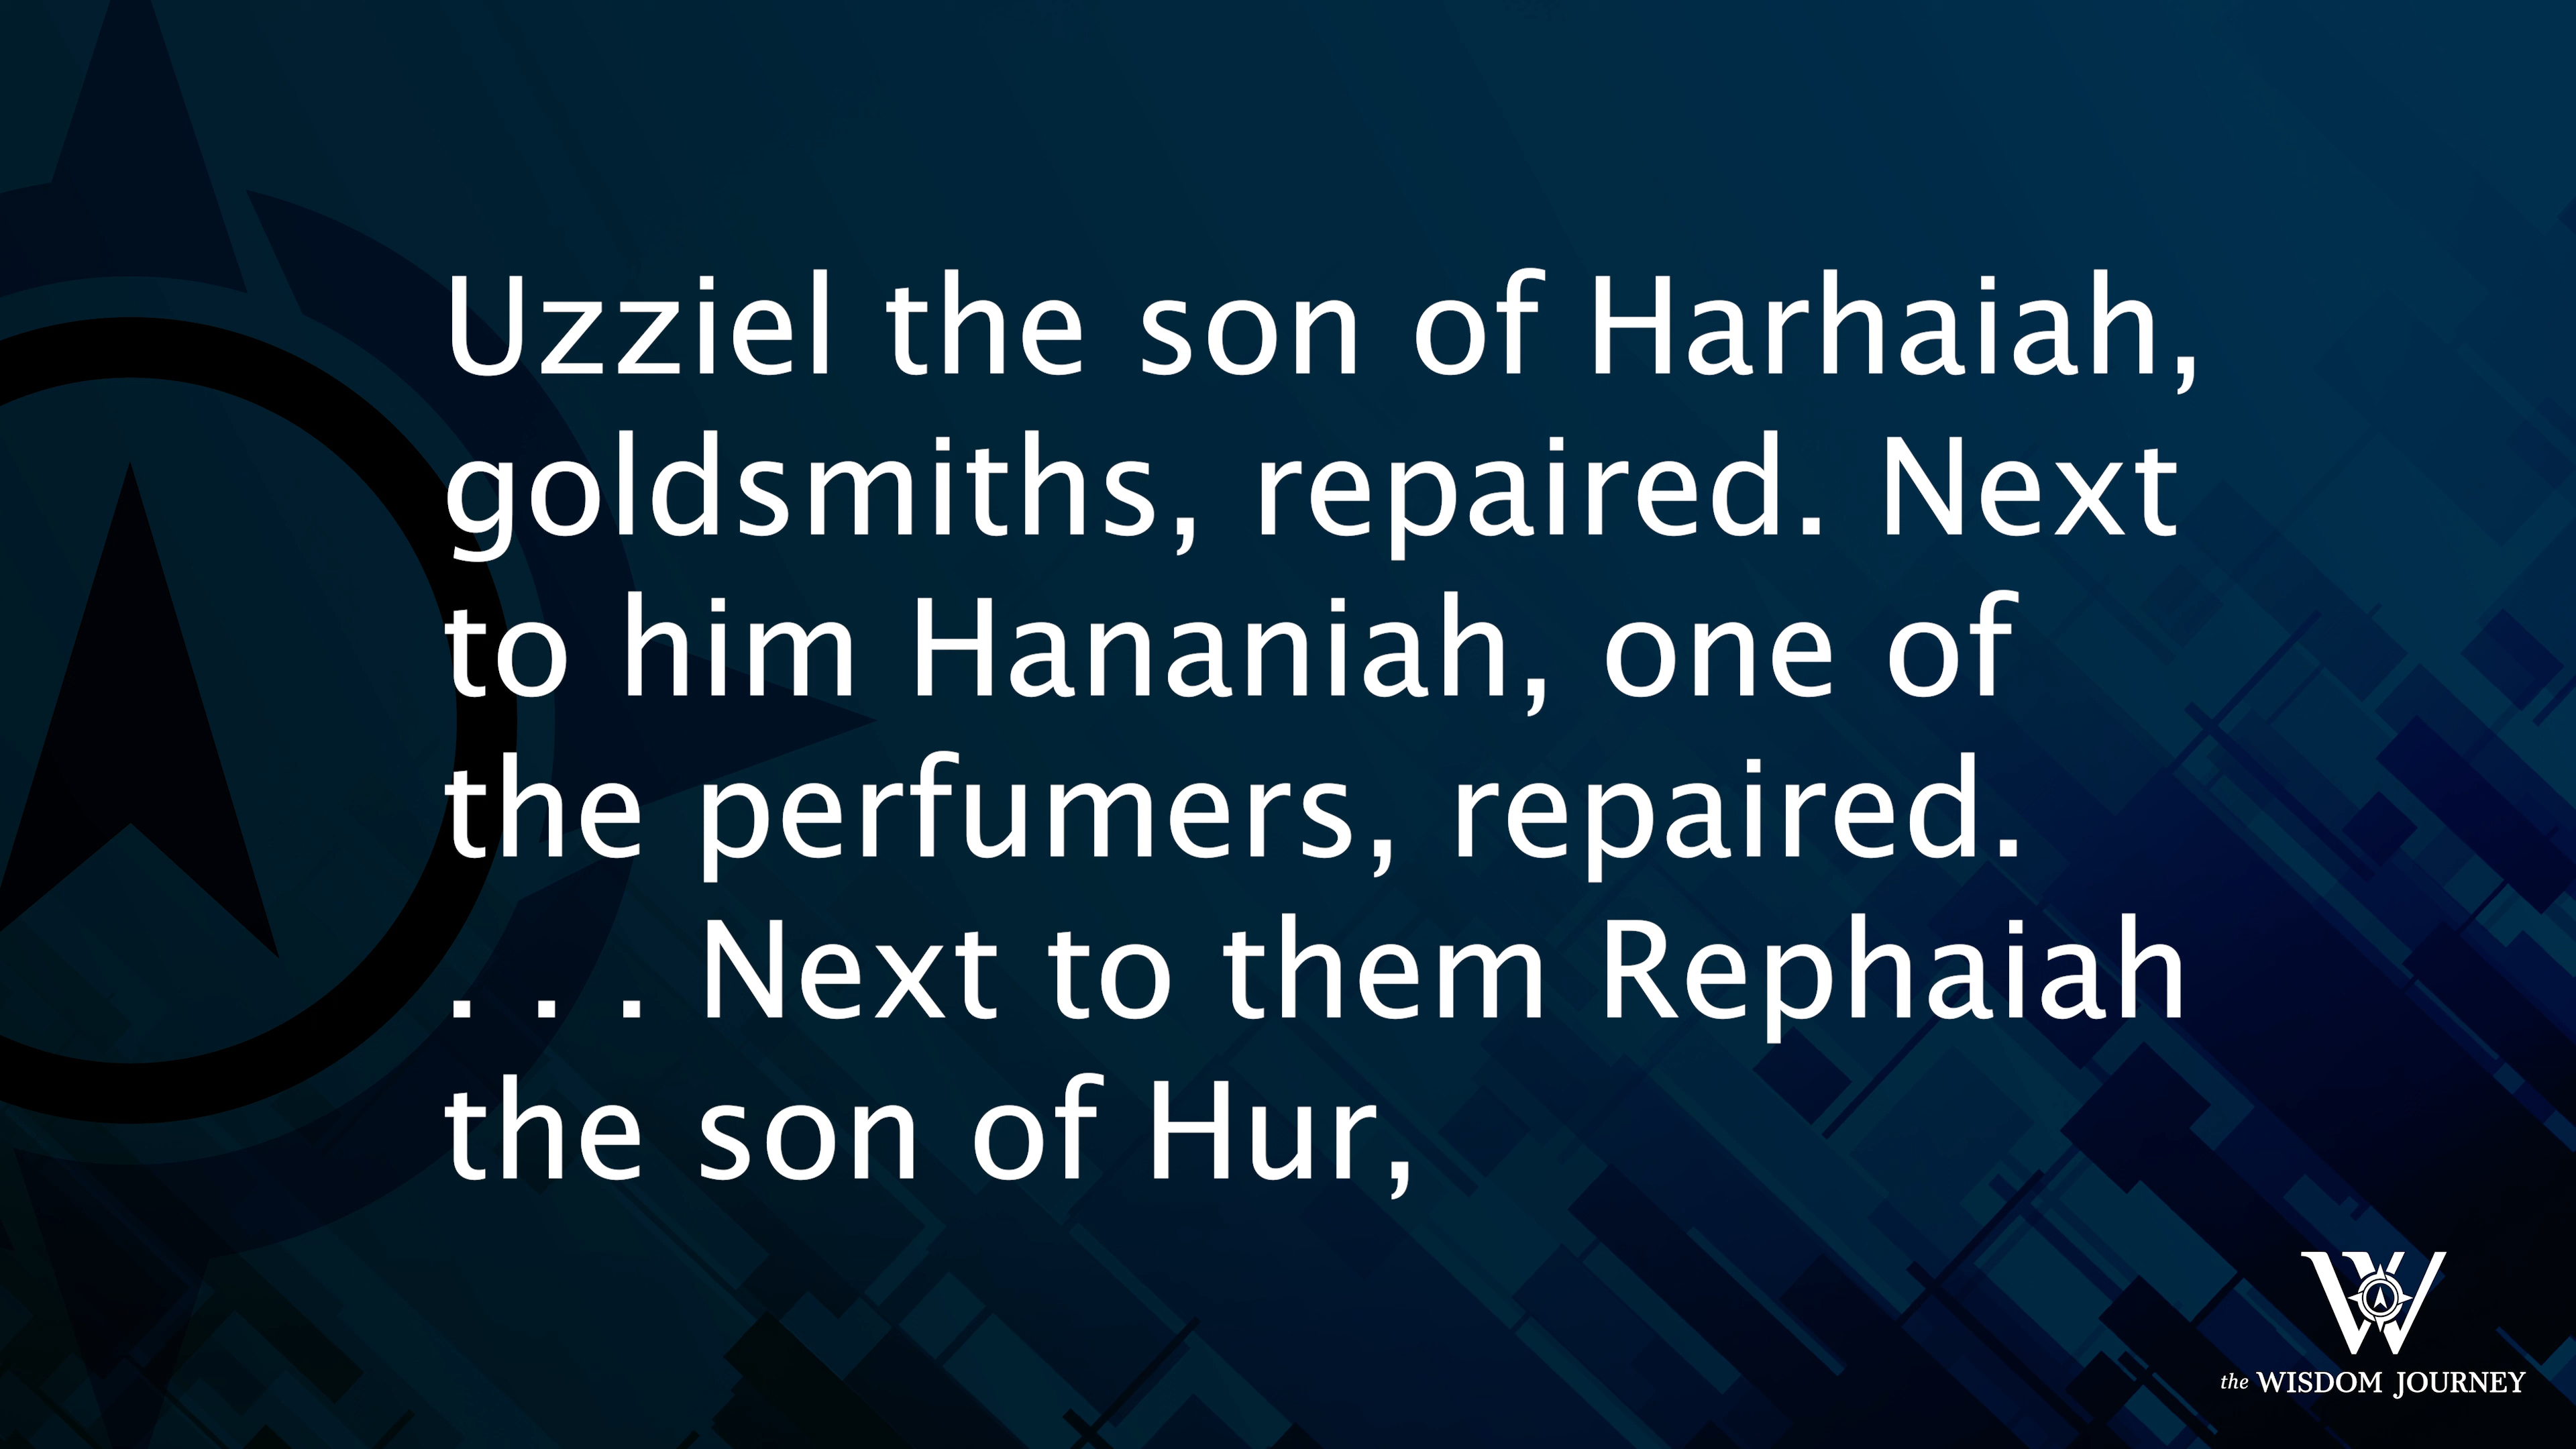 Uzziel the son of Harhaiah,
goldsmiths, repaired. Next
to him Hananiah, one of
the perfumers, repaired.
. . . Next to them Rephaiah
the son of Hur,
W
the WISDOM JOURNEY